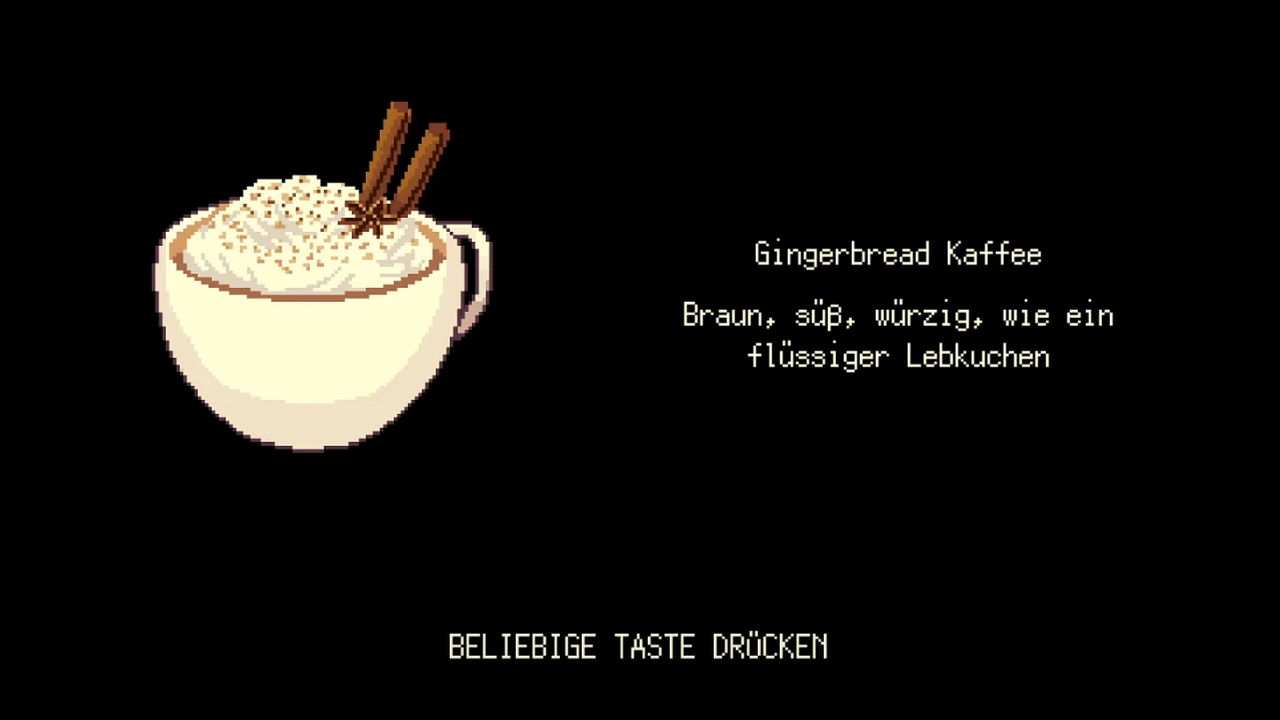 Gingerbread Kaffee
Braun, süß, würzig, wie ein
flüssiger Lebkuchen
BELIEBIGE TASTE DRÜCKEN